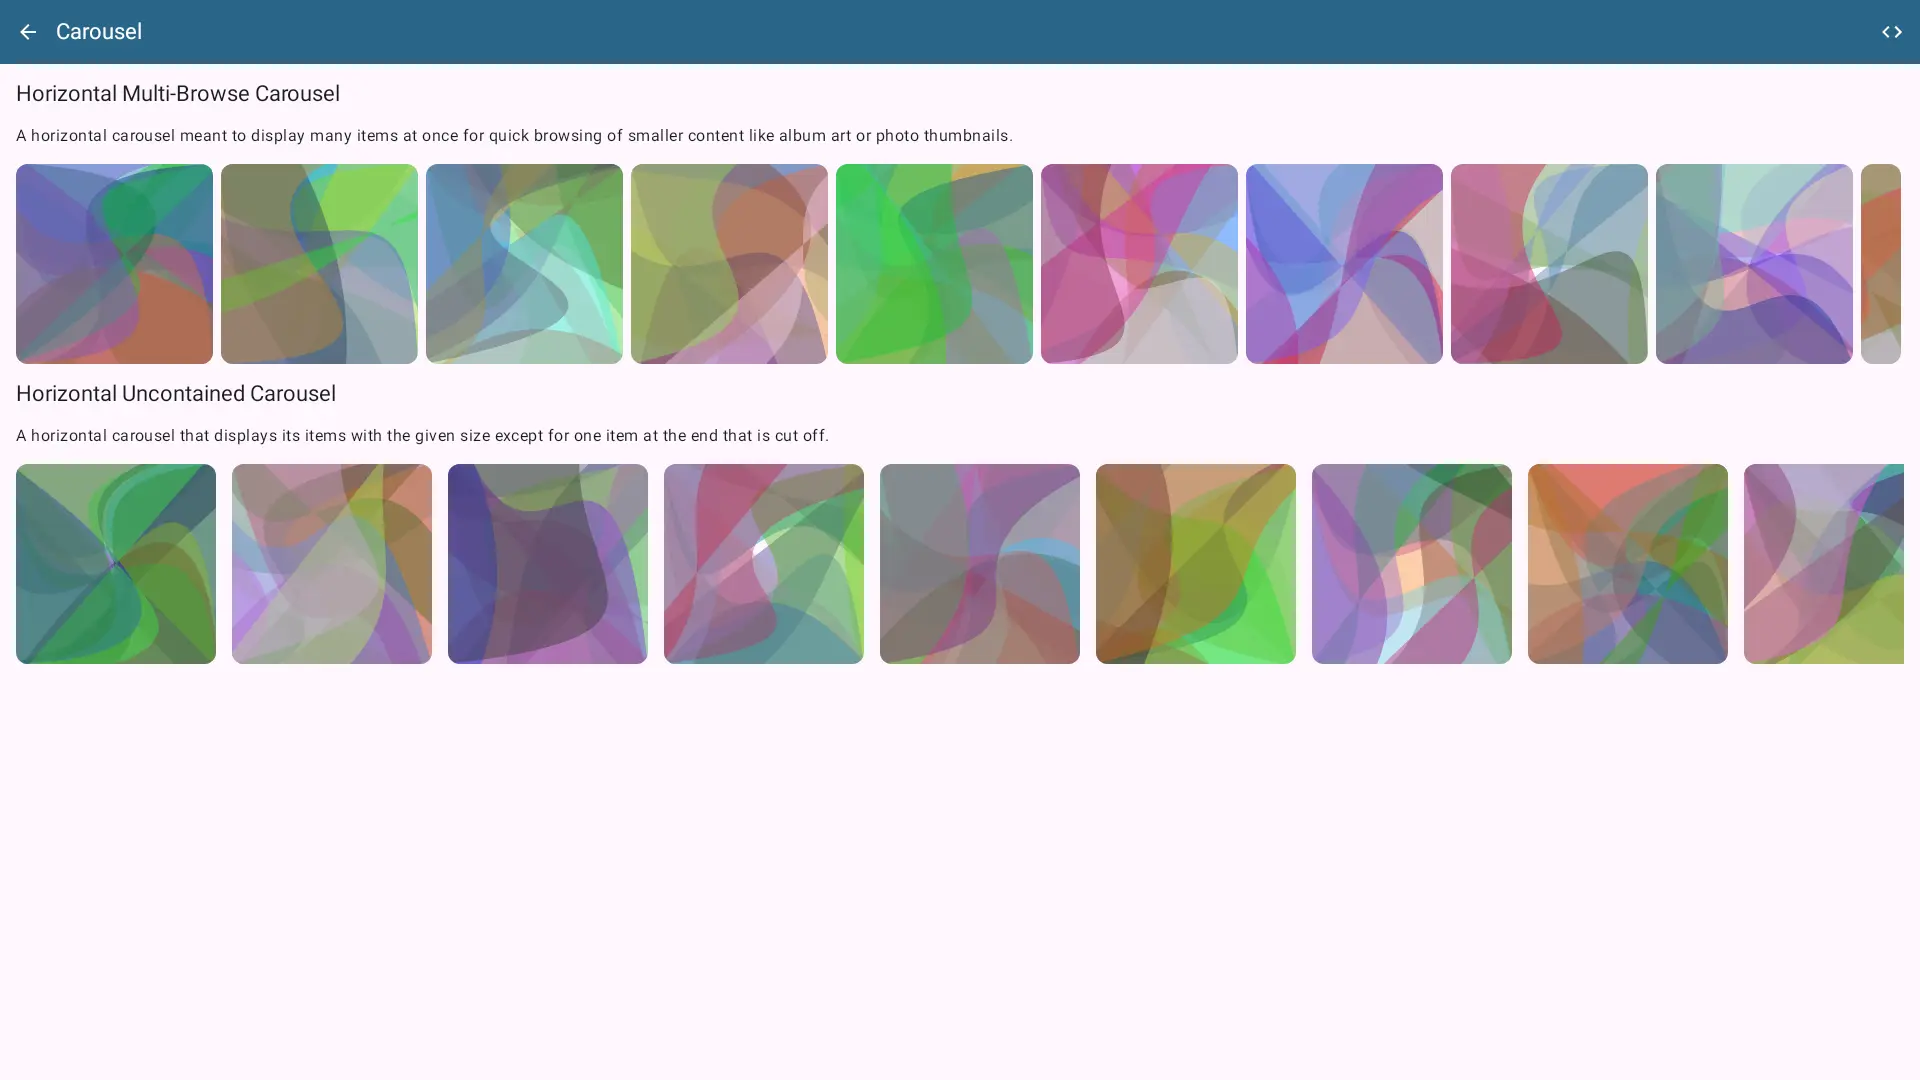 Carousel
Horizontal Multi-Browse Carousel
A horizontal carousel meant to display many items at once for quick browsing of smaller content like album art or photo thumbnails.
Horizontal Uncontained Carousel
A horizontal carousel that displays its items with the given size except for one item at the end that is cut off.